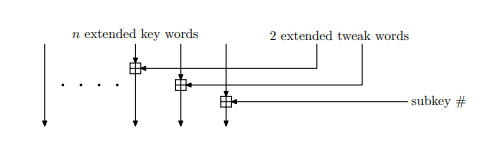 n extended key words
2 extended tweak words
subkey #